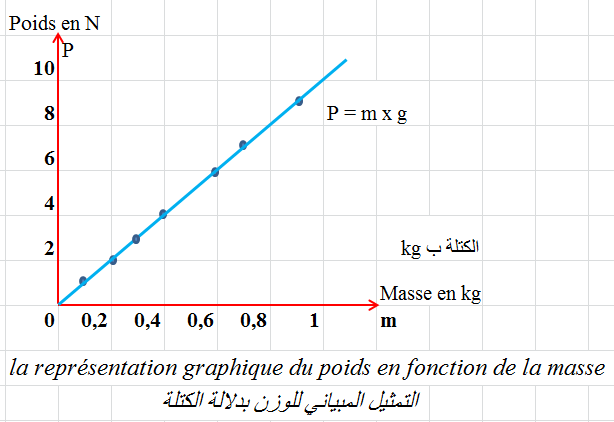 Poids en N
P
10
8
P = m x g
6
4
2
الكتلة ب kg
Masse en kg
0 0,2 0,4 0,6 0,8 1 m
la représentation graphique du poids en fonction de la masse
التمثيل المبياني للوزن بدلالة الكتلة